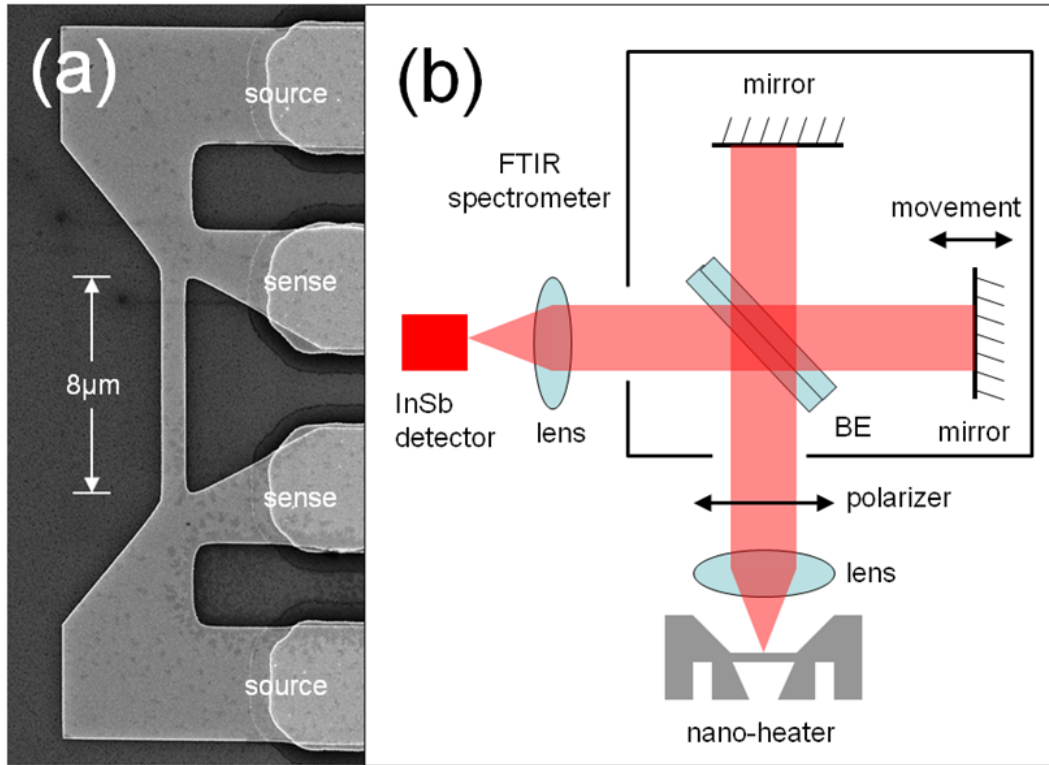 (a)
source
sense
8µm
sense
source
(b)
mirror
FTIR
spectrometer
movement
InSb
detector
lens
BE
mirror
polarizer
lens
nano-heater